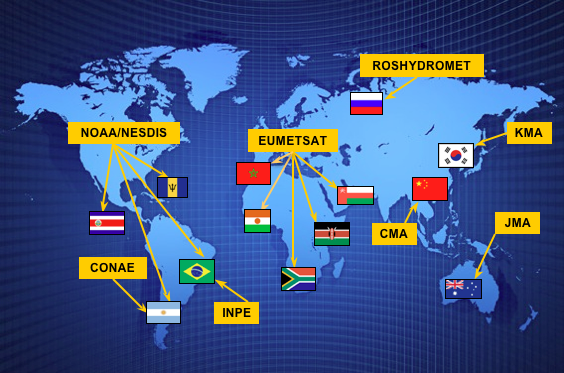 ROSHYDROMET
NOAA/NESDIS
EUMETSAT
KMA
CMA
JMA
CONAE
INPE